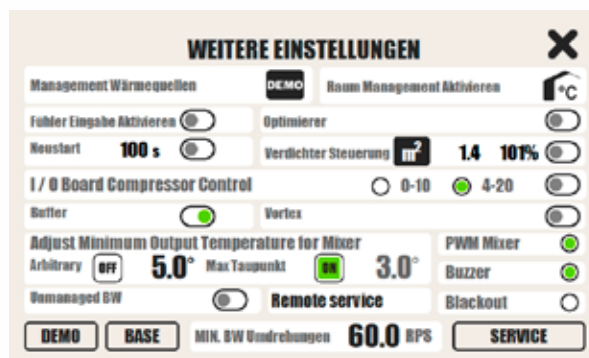 WEITERE EINSTELLUNGEN
Management Wärmequellen DEMO Raum Management Aktivieren °C
Fühler Eingabe Aktivieren Optimierer
Neustart 100 s Verdichter Steuerung m² 1.4 101%
I / O Board Compressor Control 0-10 4-20
Buffer Vortex
Adjust Minimum Output Temperature for Mixer PWM Mixer
Arbitrary OFF 5.0° Max Taupunkt ON 3.0° Buzzer
Unmanaged BW Remote service Blackout
DEMO BASE MIN. BW Umdrehungen 60.0 RPS SERVICE